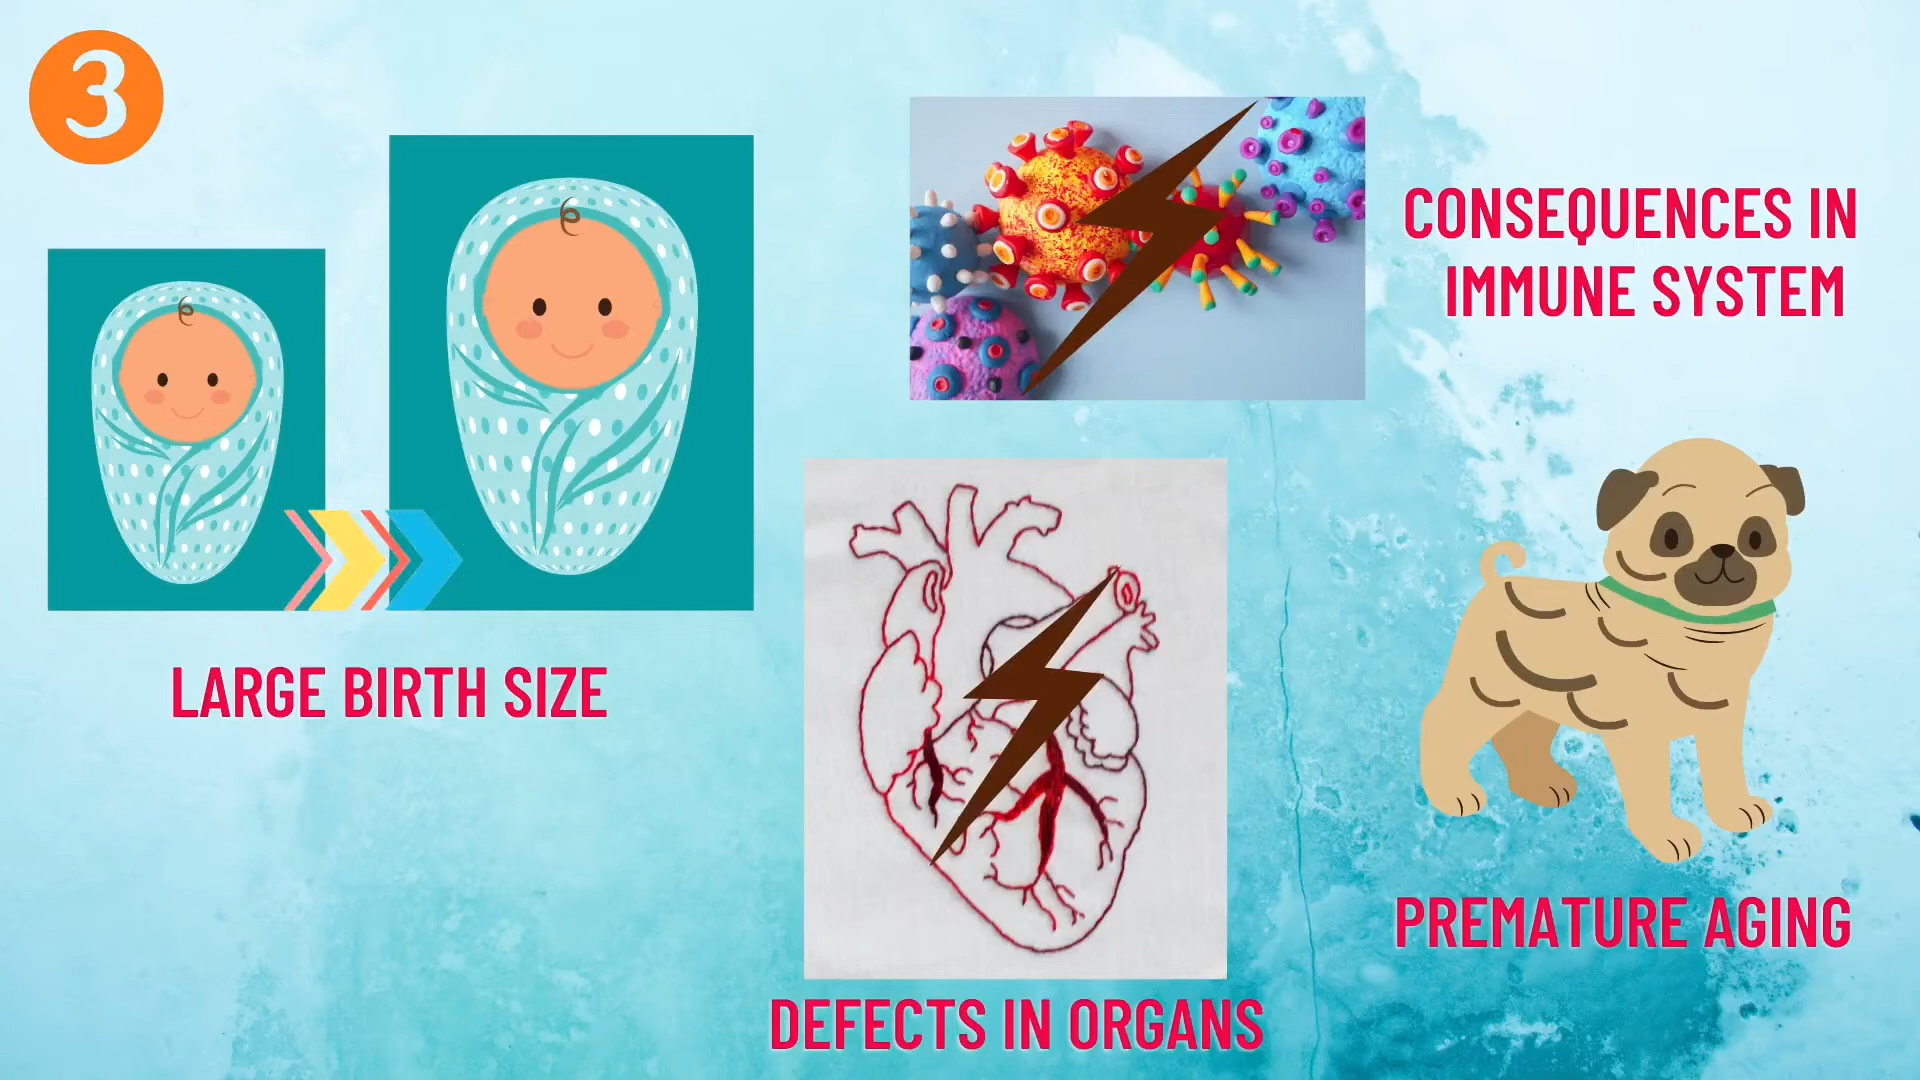 3
LARGE BIRTH SIZE
CONSEQUENCES IN
IMMUNE SYSTEM
DEFECTS IN ORGANS
PREMATURE AGING